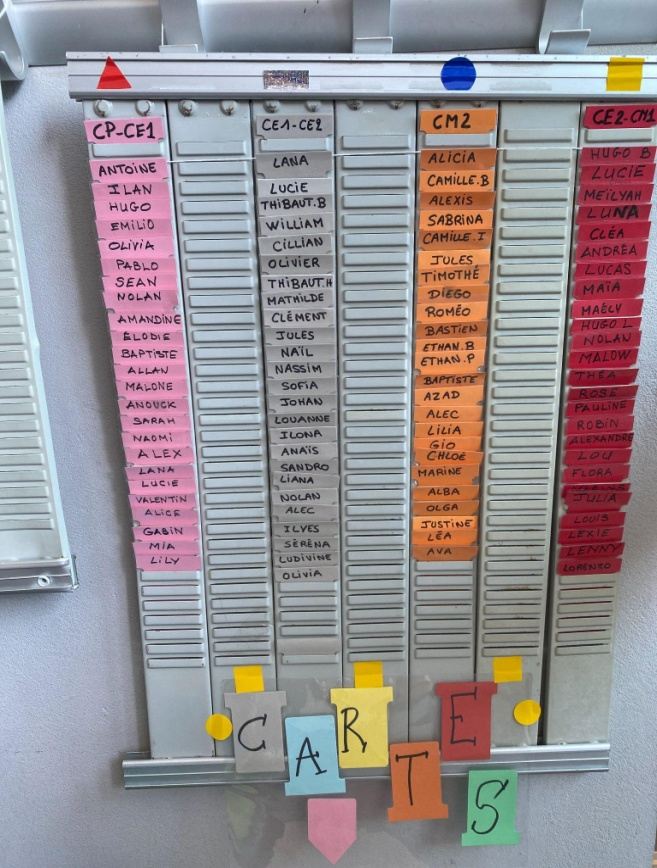 CP-CE1
ANTOINE
ILAN
HUGO
EMILIO
OLIVIA
PABLO
SEAN
NOLAN
AMANDINE
ÉLODIE
BAPTISTE
ALLAN
MALONE
ANOUCK
SARAH
NAOMI
ALEX
LANA
LUCIE
VALENTIN
ALICE
GABIN
MIA
LILY
CE1-CE2
LANA
LUCIE
THIBAUT.B
WILLIAM
CILLIAN
OLIVIER
THIBAUT.H
MATHILDE
CLÉMENT
JULES
NAÏL
NASSIM
SOFIA
JOHAN
LOUANNE
ILONA
ANAÏS
SANDRO
LIANA
NOLAN
ALEC
ILYES
SÉRÉNA
LUDIVINE
OLIVIA
CM2
ALICIA
CAMILLE.B
ALEXIS
SABRINA
CAMILLE.I
JULES
TIMOTHÉ
DIEGO
ROMÉO
BASTIEN
ETHAN.B
ETHAN.P
BAPTISTE
AZAD
ALEC
LILIA
GIO
CHLOÉ
MARINE
ALBA
OLGA
JUSTINE
LÉA
AVA
CE2-CM1
HUGO B
LUCIE
MEÏLYAH
LUNA
CLÉA
ANDRÉA
LUCAS
MAÏA
MAËLY
HUGO L
NOLAN
MALOW
THÉA
ROSE
PAULINE
ROBIN
ALEXANDRE
LOU
FLORA
JULIA
LOUIS
LEXIE
LENNY
LORENZO
CARTES